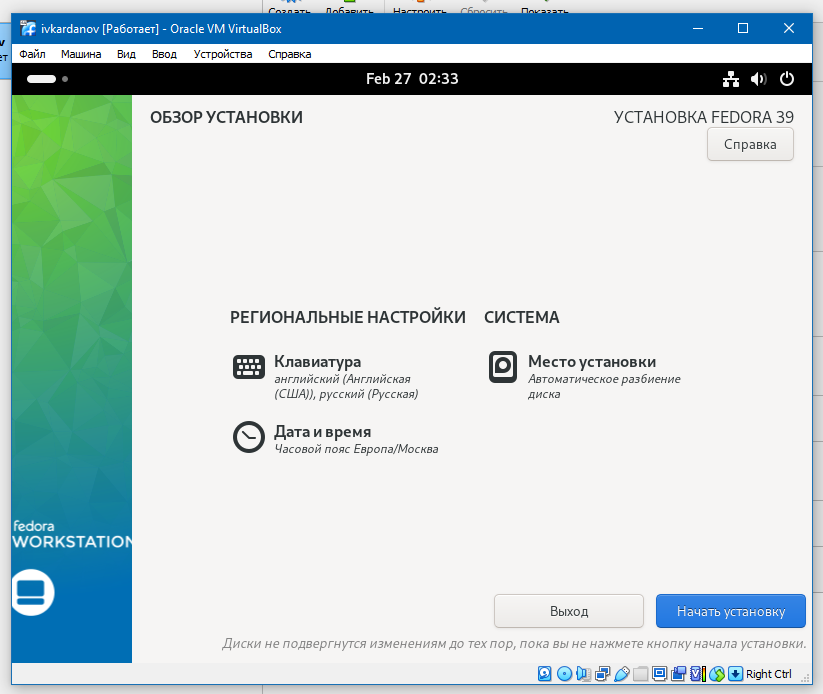 Создать Добавить Настроить Сбросить Показать
ivkardanov [Работает] - Oracle VM VirtualBox
Файл Машина Вид Ввод Устройства Справка
Feb 27 02:33
ОБЗОР УСТАНОВКИ
УСТАНОВКА FEDORA 39
Справка
РЕГИОНАЛЬНЫЕ НАСТРОЙКИ
СИСТЕМА
Клавиатура
английский (Английская
(США)), русский (Русская)
Место установки
Автоматическое разбиение
диска
Дата и время
Часовой пояс Европа/Москва
fedora
WORKSTATION
Выход
Начать установку
Диски не подвергнутся изменениям до тех пор, пока вы не нажмете кнопку начала установки.
Right Ctrl